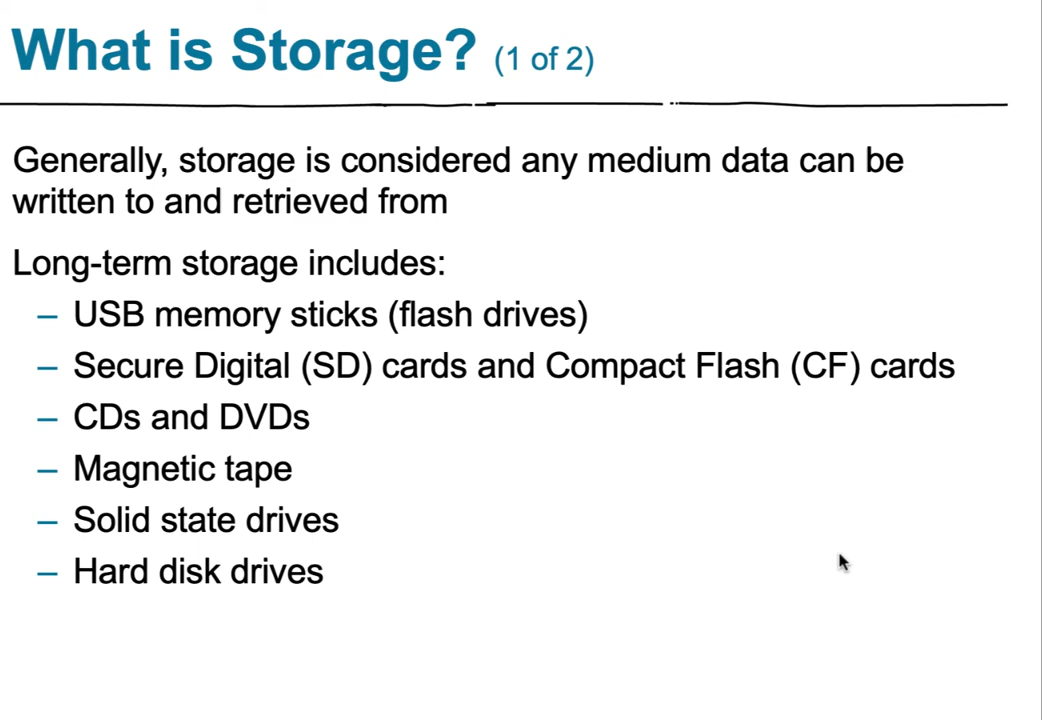 What is Storage? (1 of 2)
Generally, storage is considered any medium data can be
written to and retrieved from
Long-term storage includes:
– USB memory sticks (flash drives)
– Secure Digital (SD) cards and Compact Flash (CF) cards
– CDs and DVDs
– Magnetic tape
– Solid state drives
– Hard disk drives